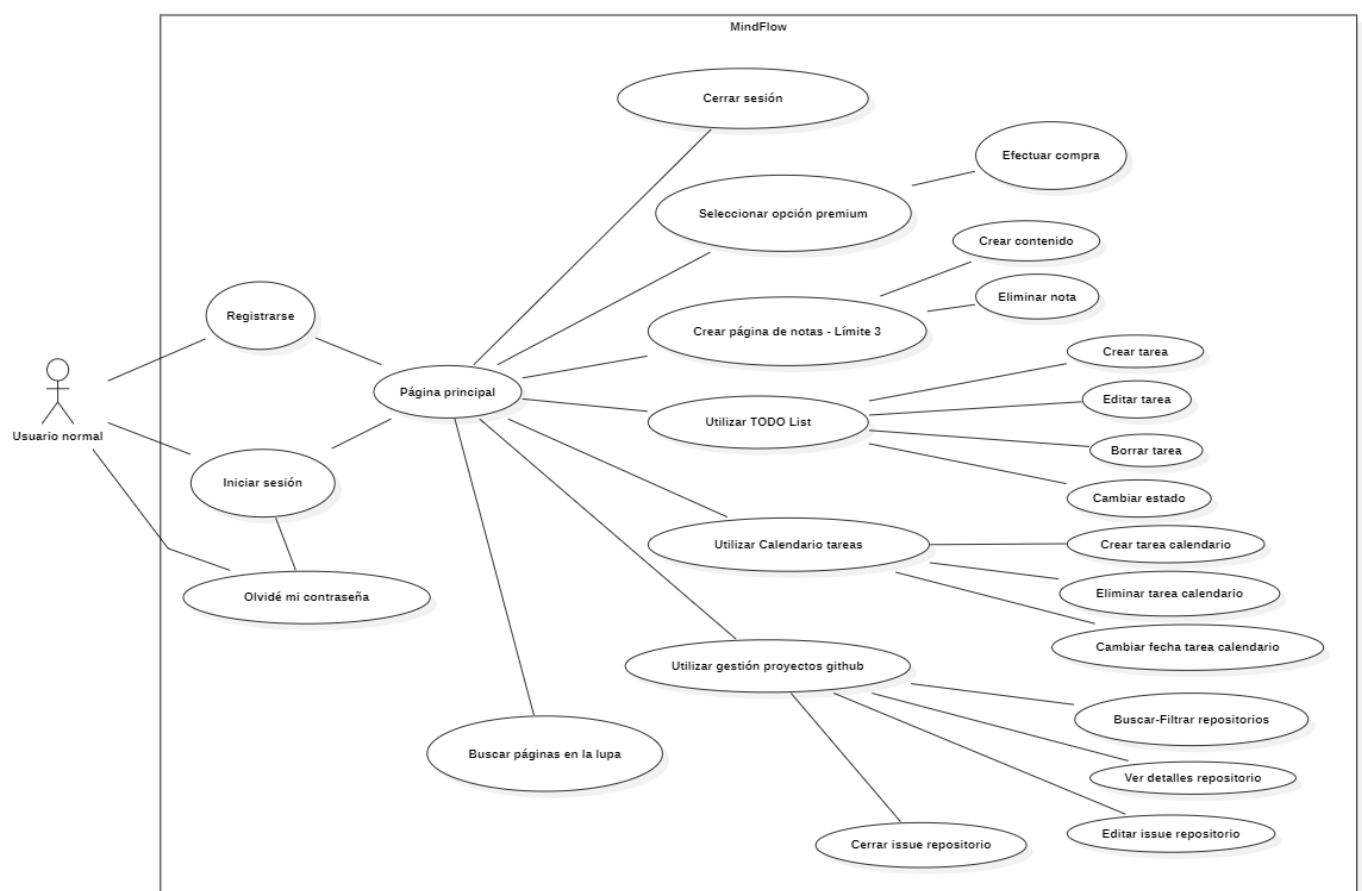 MindFlow
Cerrar sesión
Efectuar compra
Seleccionar opción premium
Crear contenido
Eliminar nota
Registrarse
Crear página de notas - Límite 3
Crear tarea
Página principal
Editar tarea
Utilizar TODO List
Usuario normal
Borrar tarea
Iniciar sesión
Cambiar estado
Utilizar Calendario tareas
Crear tarea calendario
Eliminar tarea calendario
Olvidé mi contraseña
Cambiar fecha tarea calendario
Utilizar gestión proyectos github
Buscar-Filtrar repositorios
Buscar páginas en la lupa
Ver detalles repositorio
Editar issue repositorio
Cerrar issue repositorio